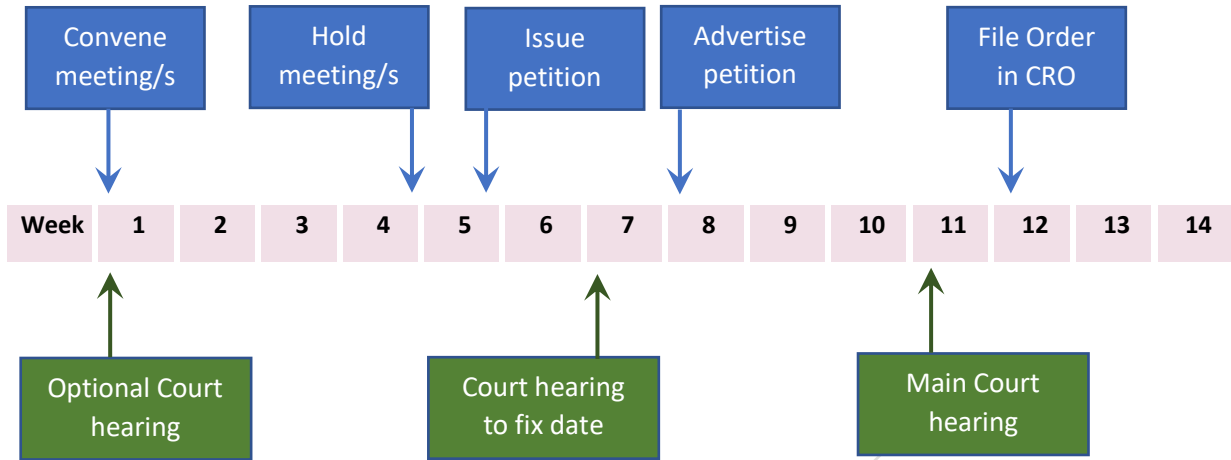 Convene
meeting/s
Hold
meeting/s
Issue
petition
Advertise
petition
File Order
in CRO
Week 1 2 3 4 5 6 7 8 9 10 11 12 13 14
Optional Court
hearing
Court hearing
to fix date
Main Court
hearing